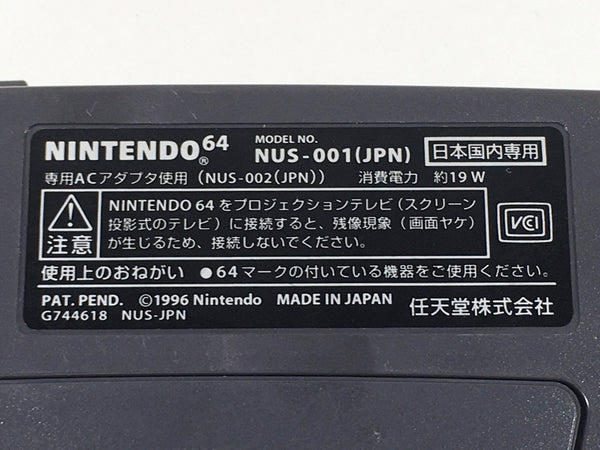 NINTENDO64® MODEL NO. NUS-001(JPN) 日本国内専用
専用ACアダプタ使用 (NUS-002(JPN)) 消費電力 約19W
注意
NINTENDO 64 をプロジェクションテレビ(スクリーン
投影式のテレビ)に接続すると、残像現象(画面ヤケ)
が生じるため、接続しないでください。
VCI
使用上のおねがい ●64マークの付いている機器をご使用ください。
PAT. PEND. ©1996 Nintendo MADE IN JAPAN 任天堂株式会社
G744618 NUS-JPN